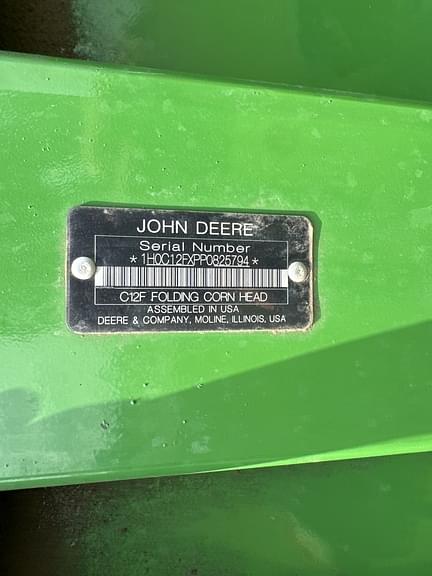 JOHN DEERE
Serial Number
*1H0C12FXPP0825794*
C12F FOLDING CORN HEAD
ASSEMBLED IN USA
DEERE & COMPANY, MOLINE, ILLINOIS, USA